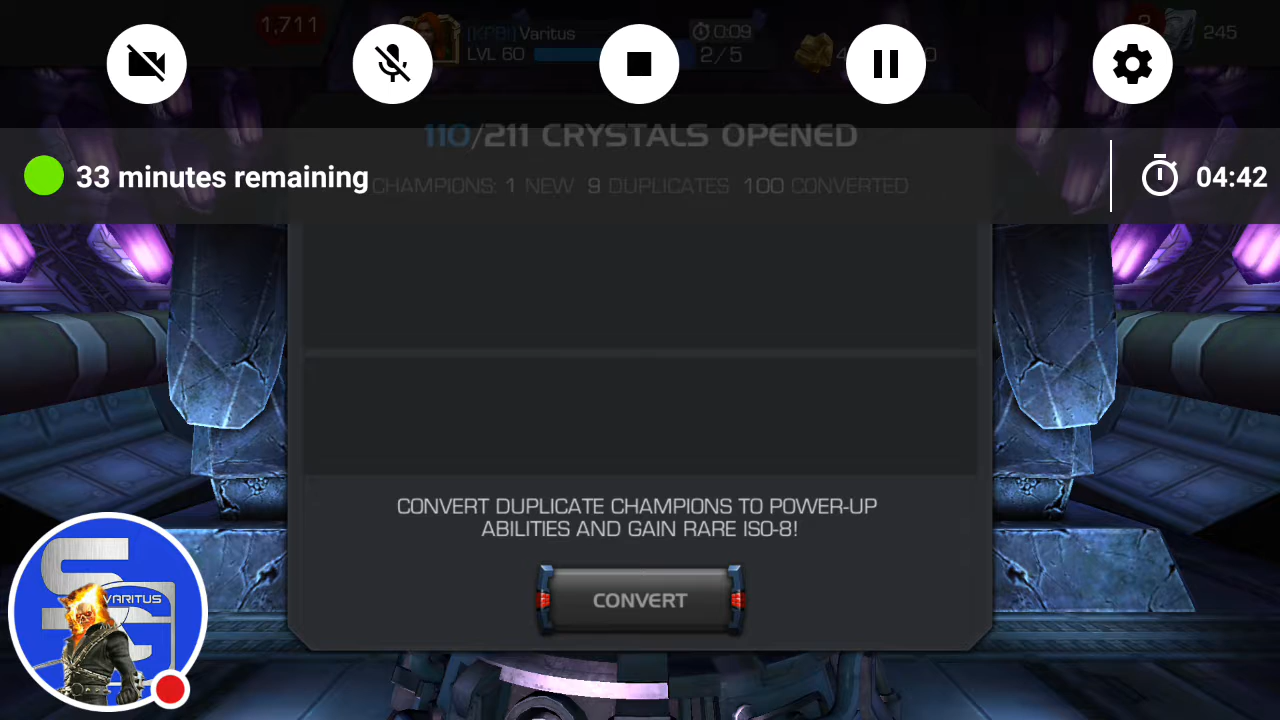 1,711
[KPB!] Varitus
LVL 60
0:09
2/5
245
110/211 CRYSTALS OPENED
33 minutes remaining
CHAMPIONS: 1 NEW 9 DUPLICATES 100 CONVERTED
04:42
CONVERT DUPLICATE CHAMPIONS TO POWER-UP
ABILITIES AND GAIN RARE ISO-8!
CONVERT
VARITUS